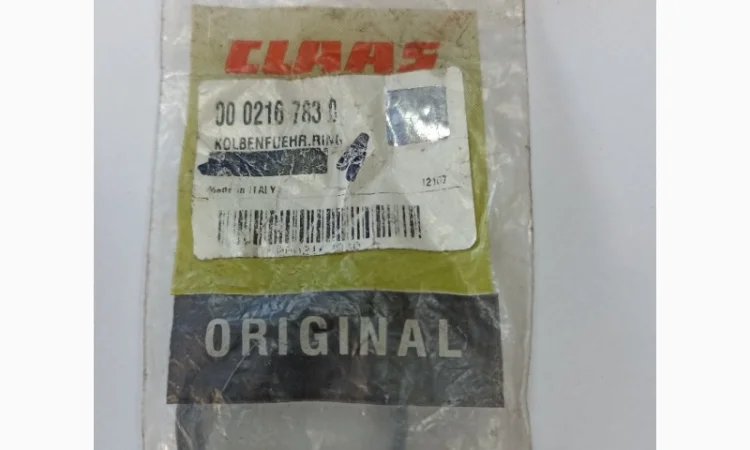 CLAAS
00 0216 783 0
KOLBENFUEHR.RING
Made in ITALY
12107
ORIGINAL